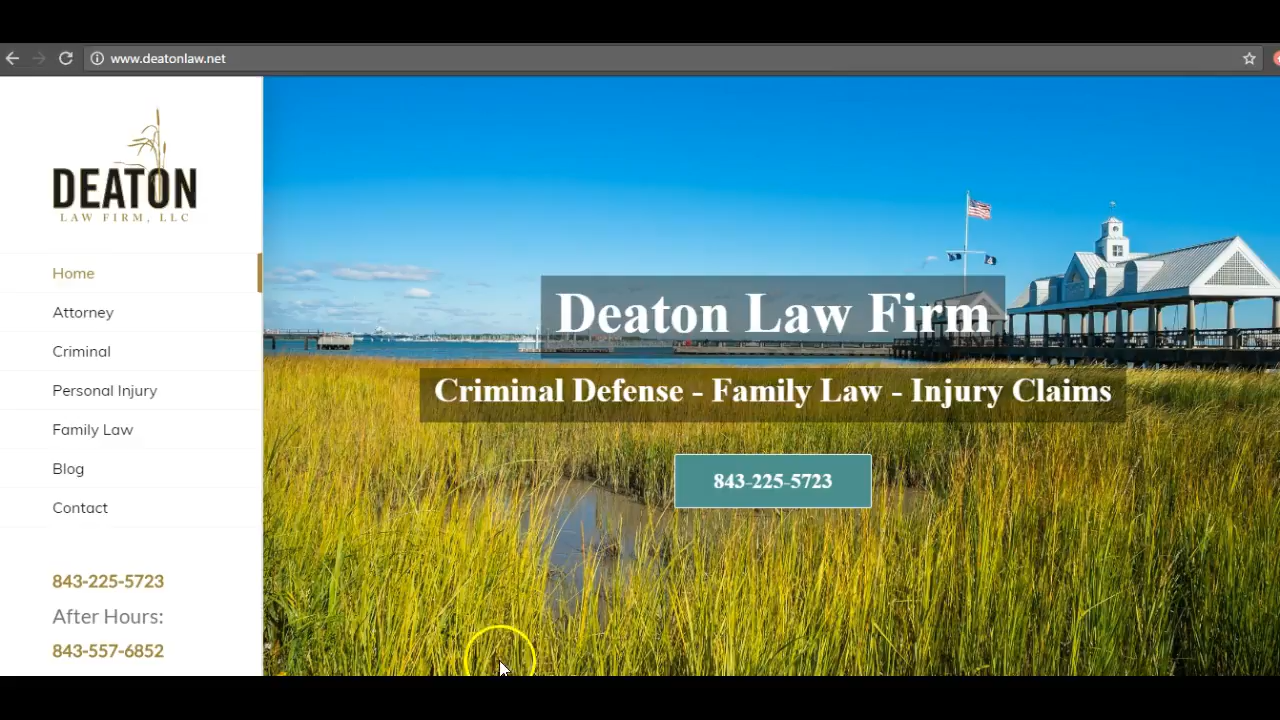 www.deatonlaw.net
DEATON
LAW FIRM, LLC
Home
Attorney
Criminal
Personal Injury
Family Law
Blog
Contact
843-225-5723
After Hours:
843-557-6852
Deaton Law Firm
Criminal Defense - Family Law - Injury Claims
843-225-5723